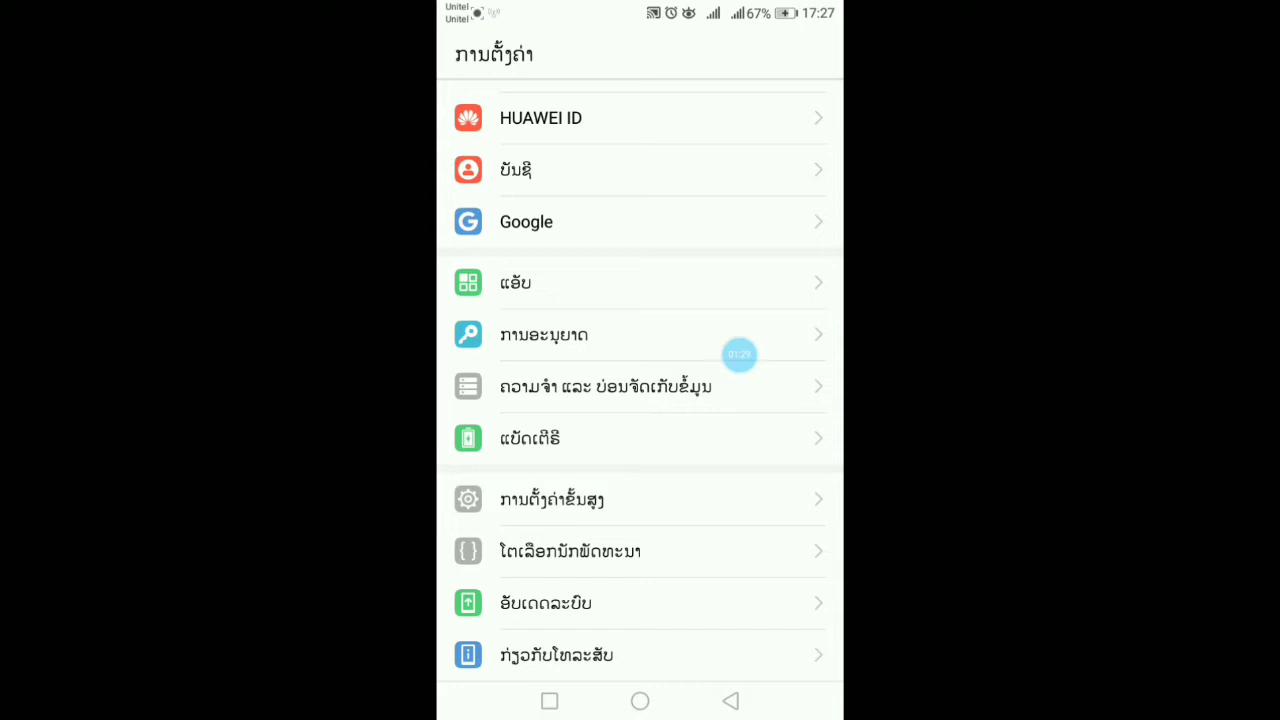 Unitel
Unitel
67%
17:27
ການຕັ້ງຄ່າ
HUAWEI ID
ບັນຊີ
Google
ແອັບ
ການອະນຸຍາດ
01:29
ຄວາມຈຳ ແລະ ບ່ອນຈັດເກັບຂໍ້ມູນ
ແບັດເຕີຣີ
ການຕັ້ງຄ່າຂັ້ນສູງ
ໂຕເລືອກນັກພັດທະນາ
ອັບເດດລະບົບ
ກ່ຽວກັບໂທລະສັບ